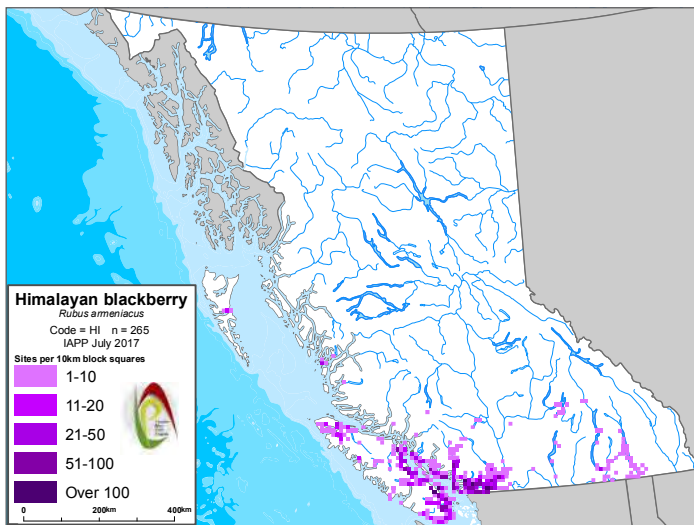 Himalayan blackberry
Rubus armeniacus
Code = HI n = 265
IAPP July 2017
Sites per 10km block squares
1-10
11-20
21-50
51-100
Over 100
0 200km 400km